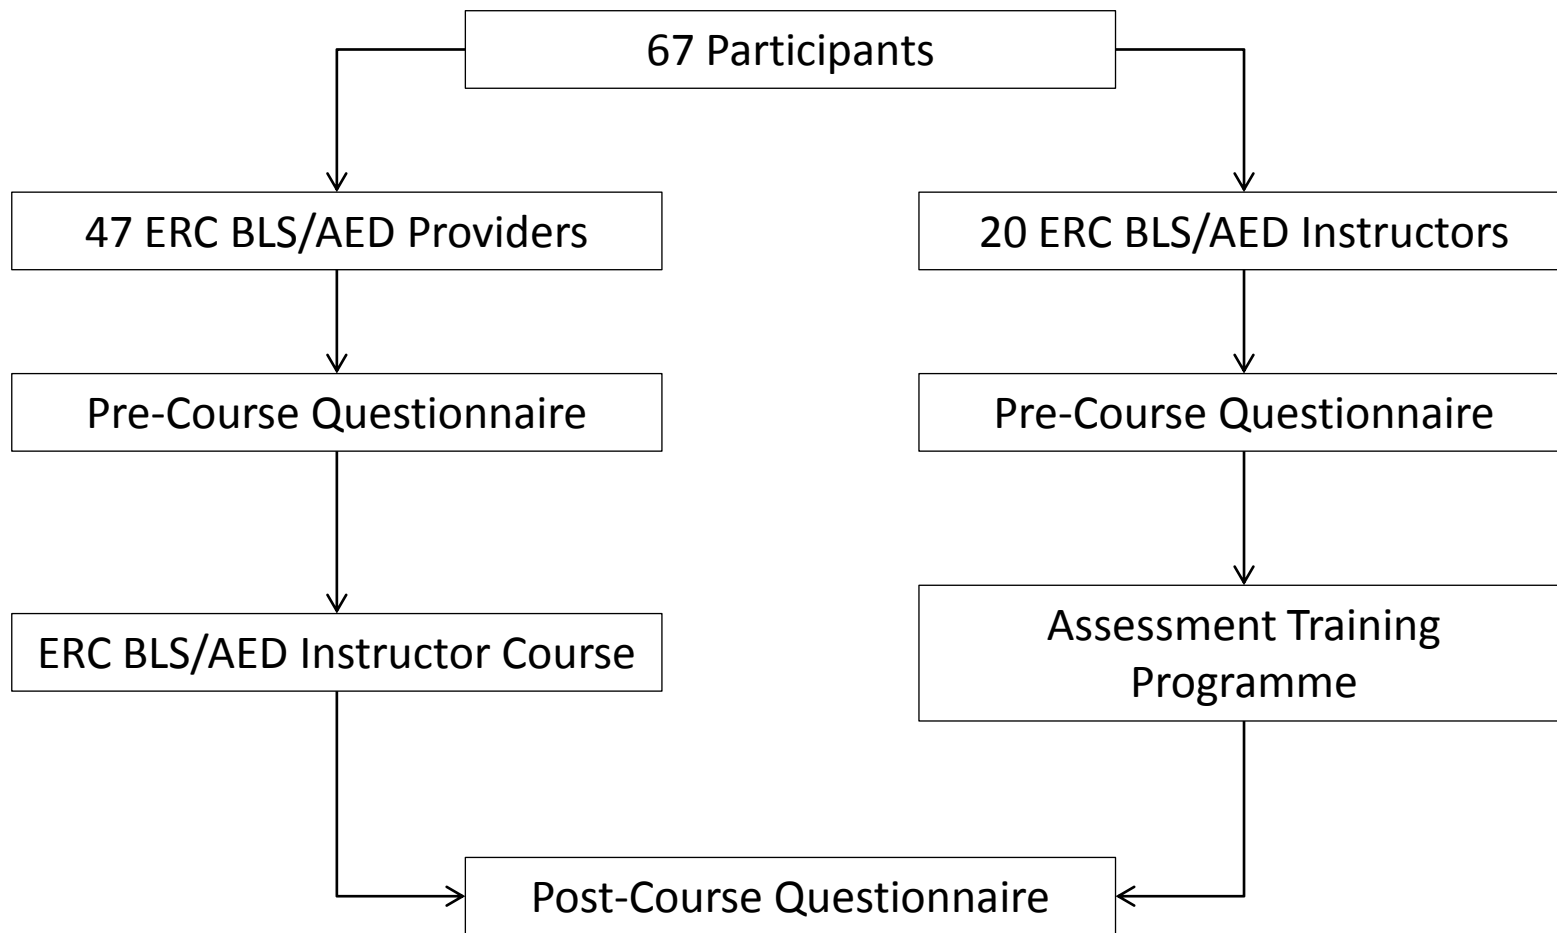 67 Participants
47 ERC BLS/AED Providers
20 ERC BLS/AED Instructors
Pre-Course Questionnaire
Pre-Course Questionnaire
ERC BLS/AED Instructor Course
Assessment Training
Programme
Post-Course Questionnaire